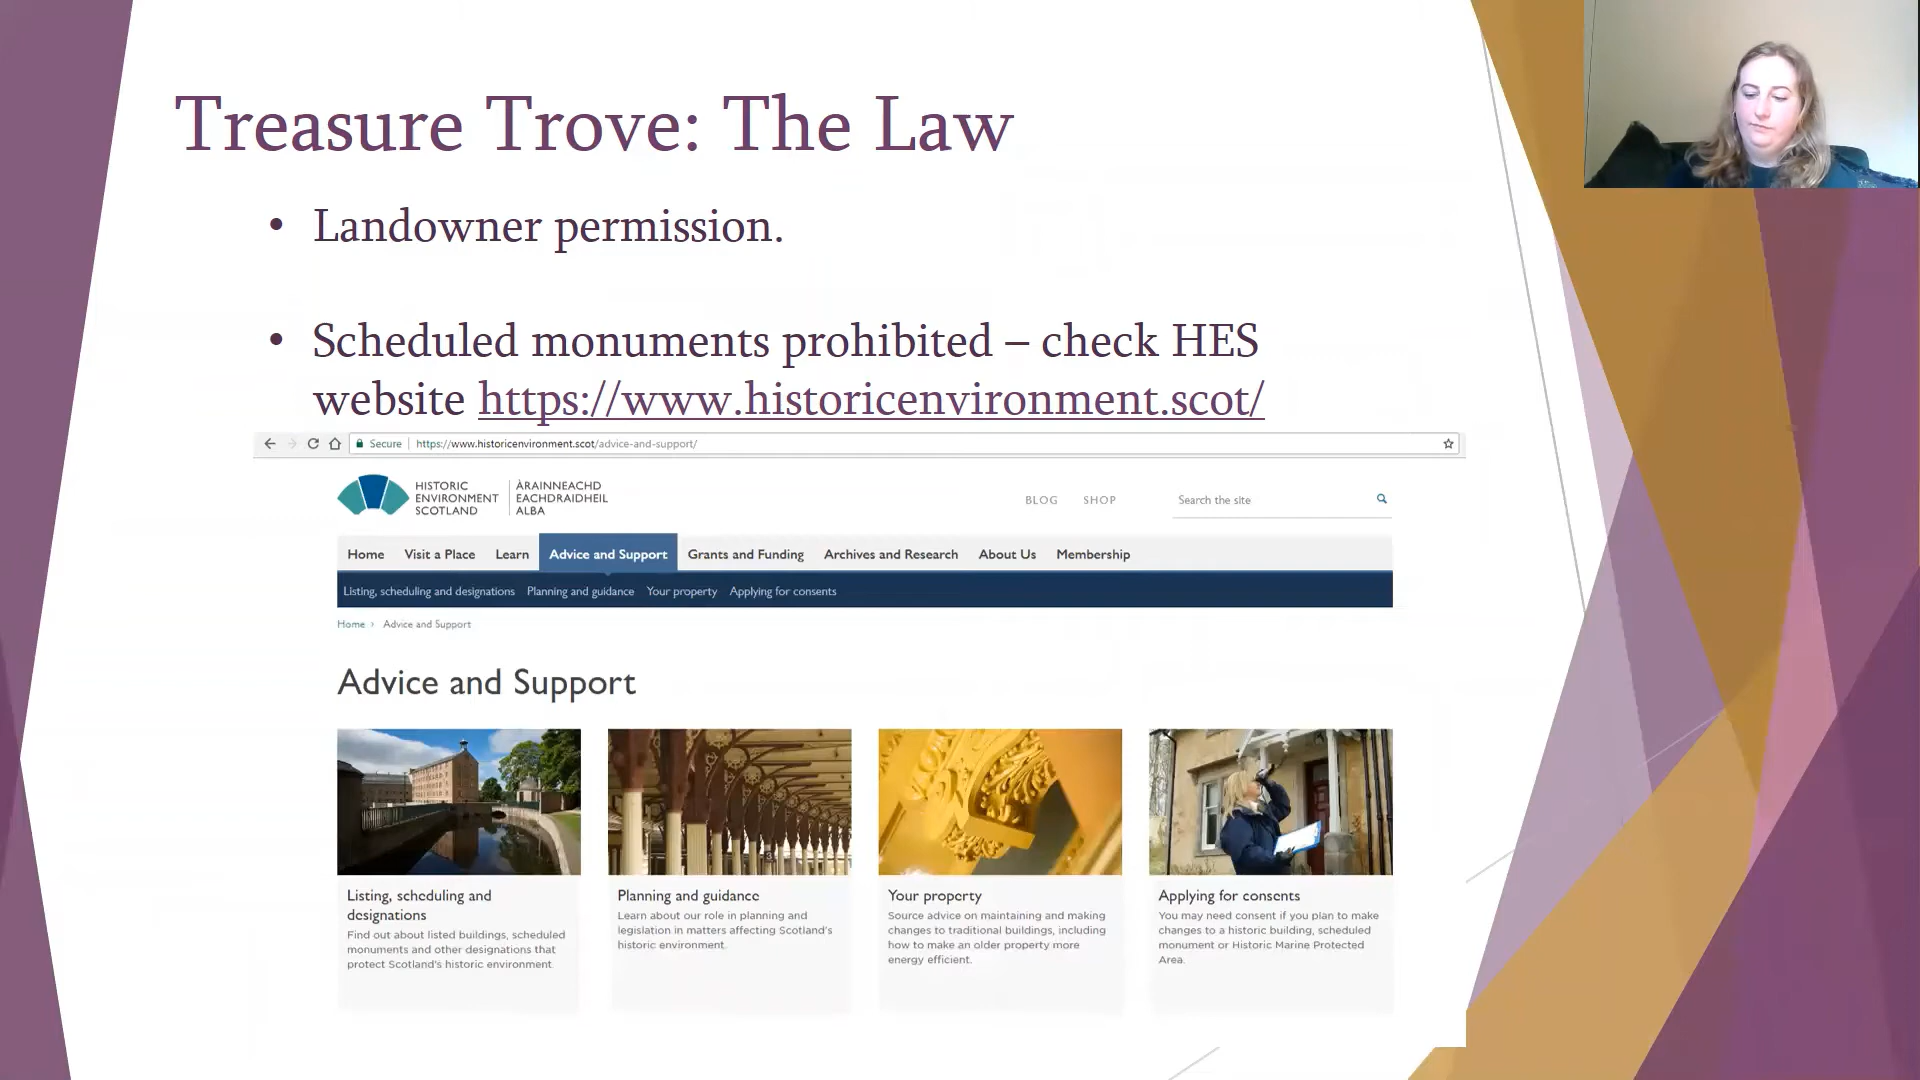 Treasure Trove: The Law
• Landowner permission.
• Scheduled monuments prohibited – check HES
website https://www.historicenvironment.scot/
Secure | https://www.historicenvironment.scot/advice-and-support/
HISTORIC
ENVIRONMENT
SCOTLAND
ÀRAINNEACHD
EACHDRAIDHEIL
ALBA
BLOG SHOP Search the site
Home Visit a Place Learn Advice and Support Grants and Funding Archives and Research About Us Membership
Listing, scheduling and designations Planning and guidance Your property Applying for consents
Home › Advice and Support
Advice and Support
Listing, scheduling and
designations
Find out about listed buildings, scheduled
monuments and other designations that
protect Scotland's historic environment.
Planning and guidance
Learn about our role in planning and
legislation in matters affecting Scotland's
historic environment.
Your property
Source advice on maintaining and making
changes to traditional buildings, including
how to make an older property more
energy efficient.
Applying for consents
You may need consent if you plan to make
changes to a historic building, scheduled
monument or Historic Marine Protected
Area.